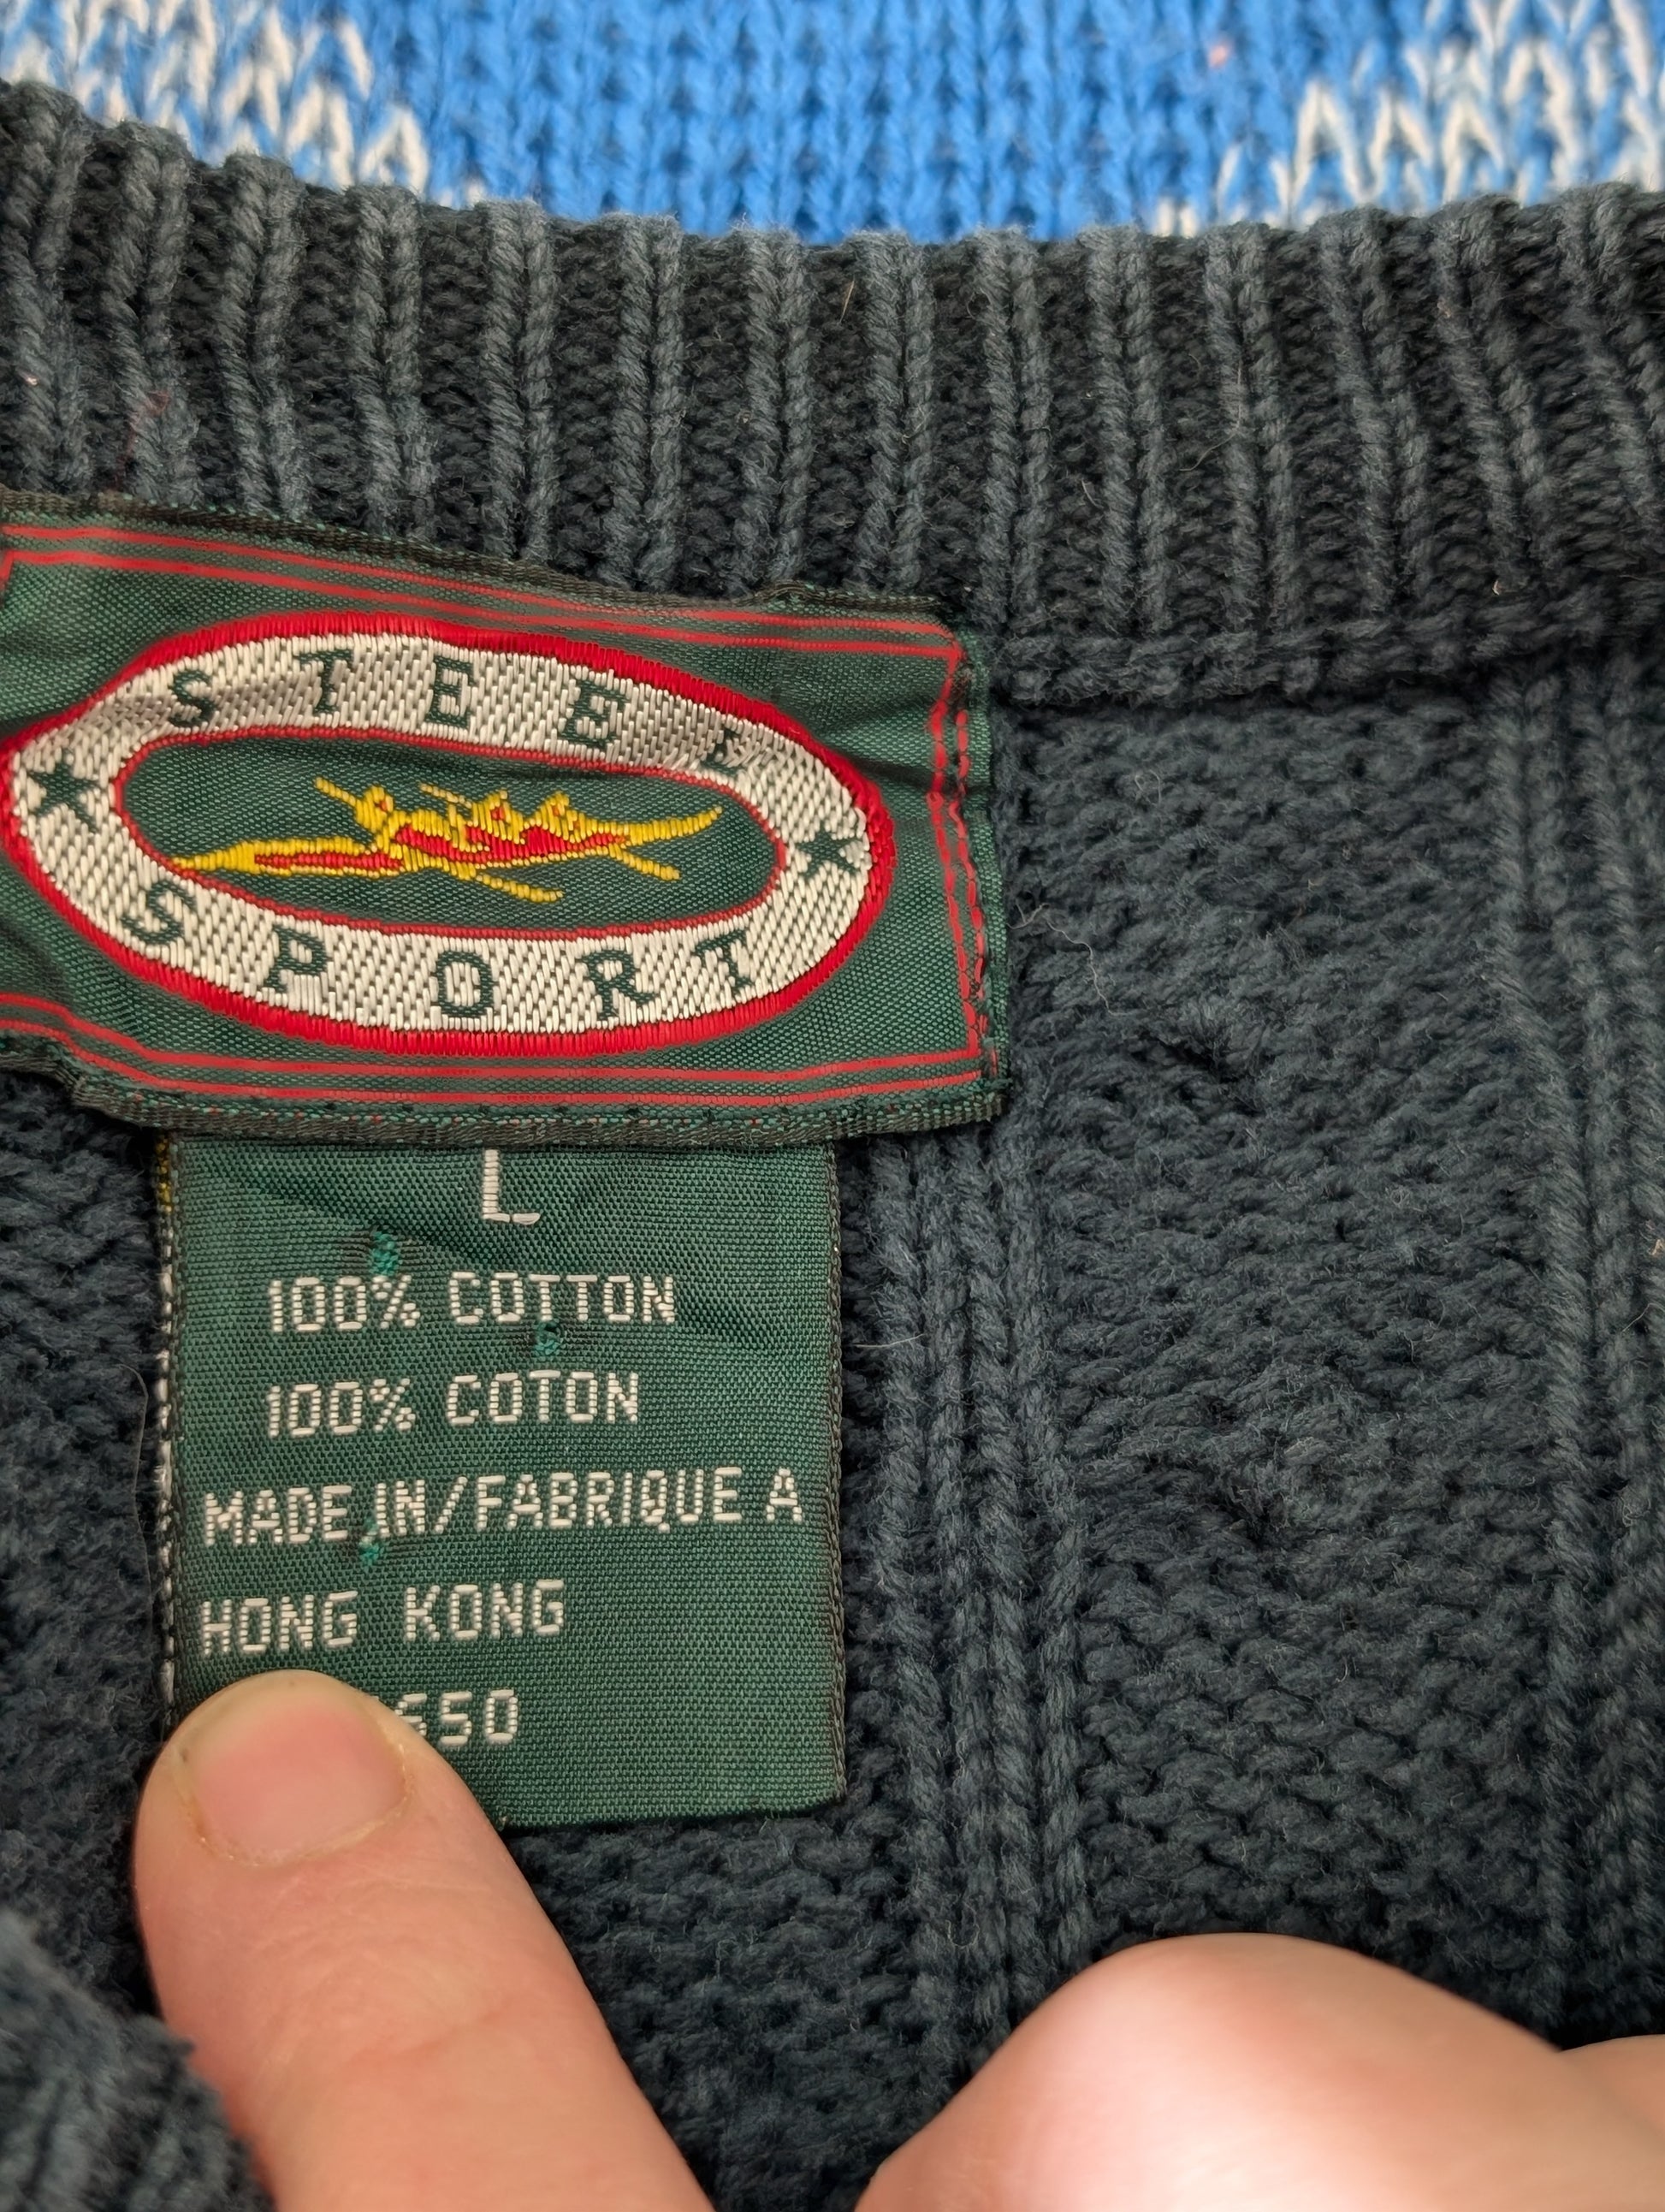 STEEL
SPORT
L
100% COTTON
100% COTON
MADE IN/FABRIQUE A
HONG KONG